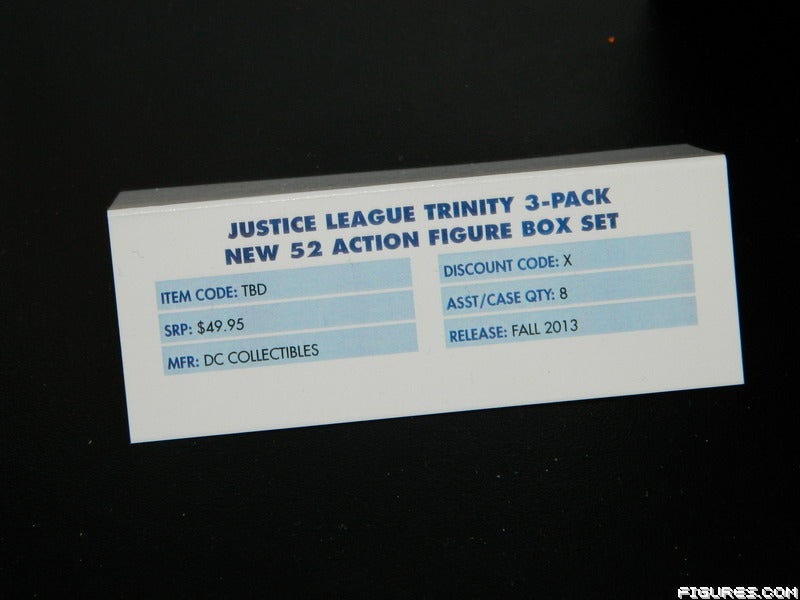 JUSTICE LEAGUE TRINITY 3-PACK
NEW 52 ACTION FIGURE BOX SET
ITEM CODE: TBD
SRP: $49.95
MFR: DC COLLECTIBLES
DISCOUNT CODE: X
ASST/CASE QTY: 8
RELEASE: FALL 2013
FIGURES.COM